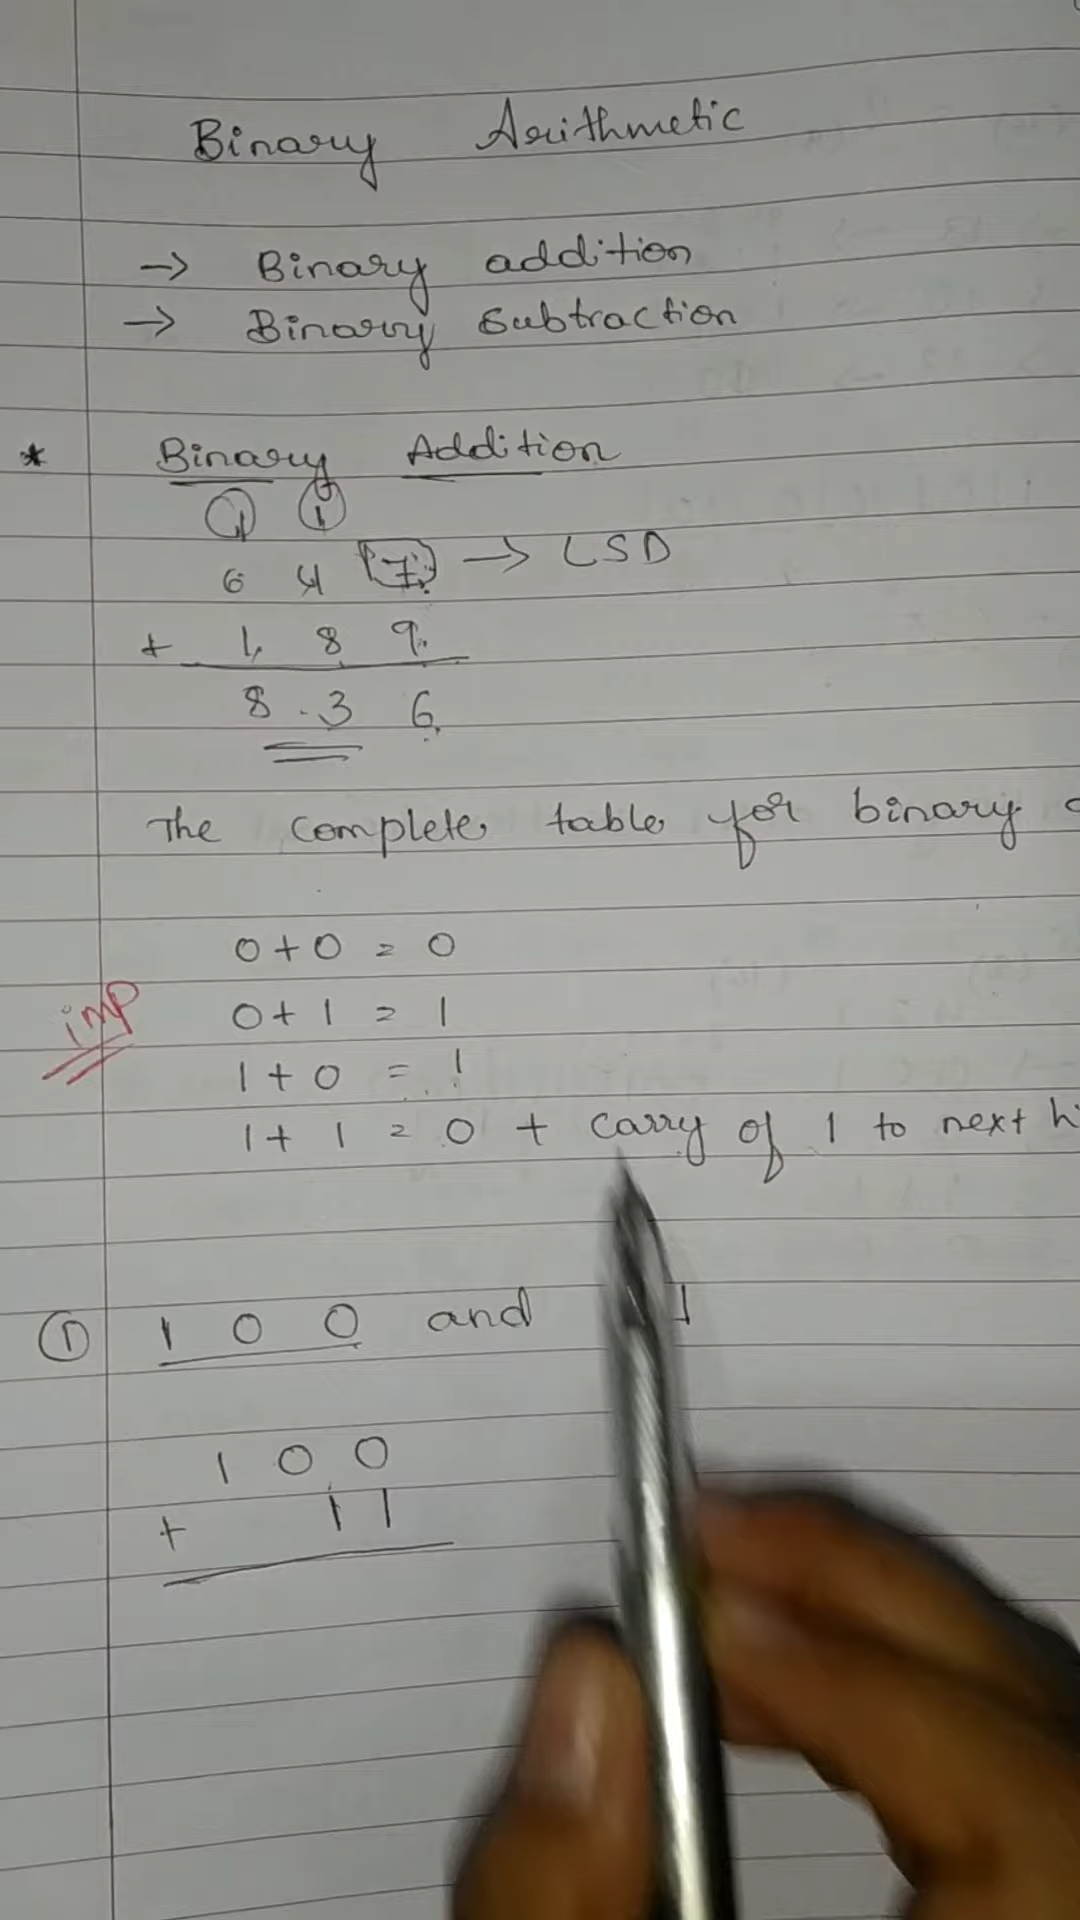 Binary Arithmetic
→ Binary addition
→ Binary Subtraction
* Binary Addition
1 1
6 4 7 → LSD
+ 1 8 9
8 3 6
The complete table for binary
0 + 0 = 0
imp 0 + 1 = 1
1 + 0 = 1
1 + 1 = 0 + carry of 1 to next
① 1 0 0 and
1 0 0
+ 1 1